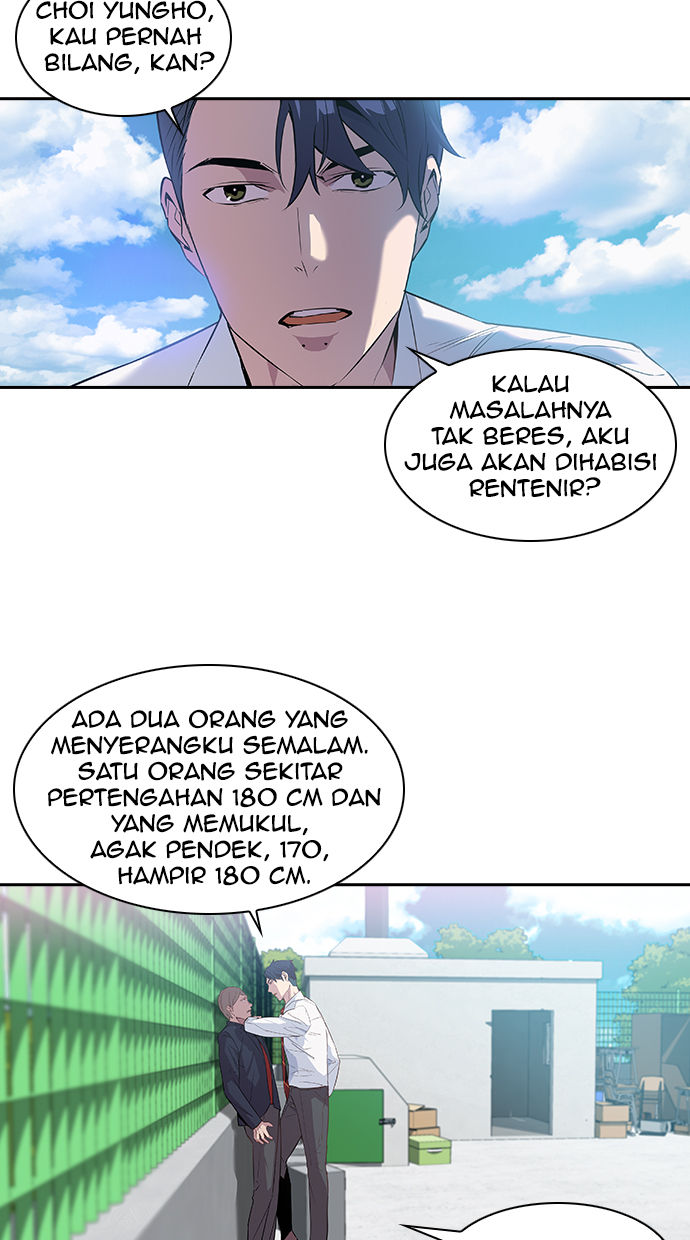 CHOI YUNGHO,
KAU PERNAH
BILANG, KAN?
KALAU
MASALAHNYA
TAK BERES, AKU
JUGA AKAN DIHABISI
RENTENIR?
ADA DUA ORANG YANG
MENYERANGKU SEMALAM.
SATU ORANG SEKITAR
PERTENGAHAN 180 CM DAN
YANG MEMUKUL,
AGAK PENDEK, 170,
HAMPIR 180 CM.